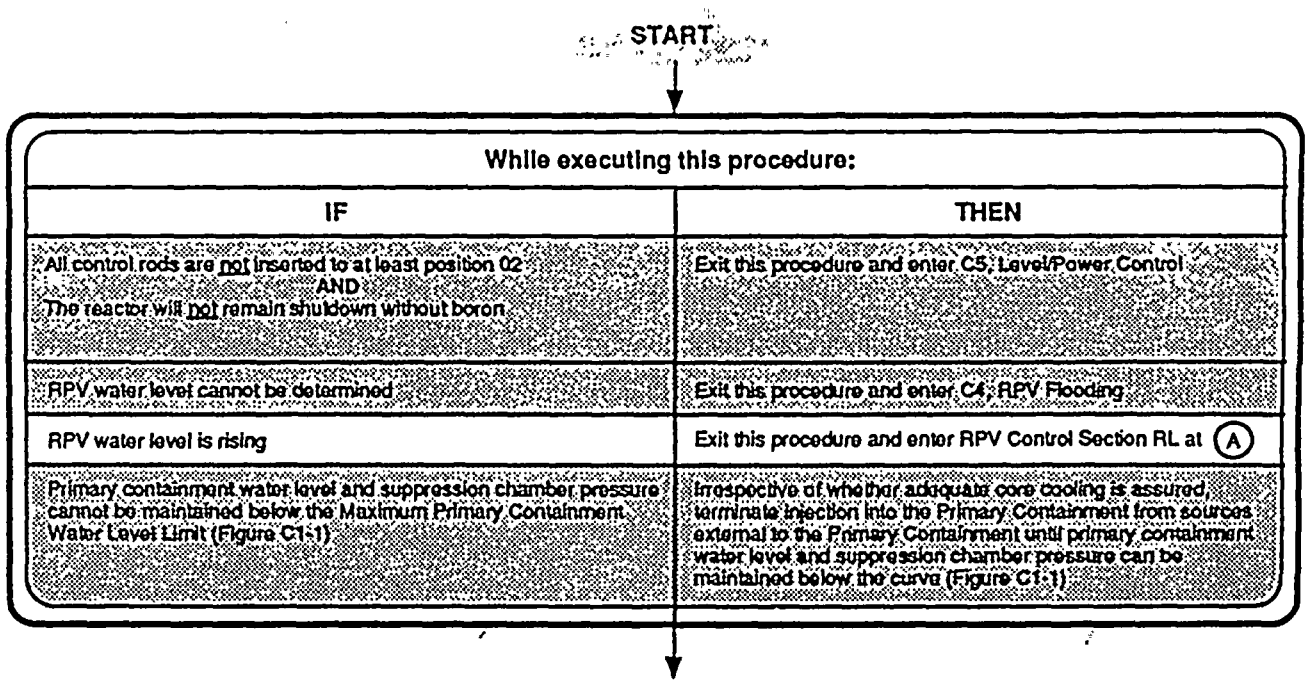 START
While executing this procedure:
IF
THEN
All control rods are not inserted to at least position 02
AND
The reactor will not remain shutdown without boron
Exit this procedure and enter C5, Level/Power Control
RPV water level cannot be determined
Exit this procedure and enter C4, RPV Flooding
RPV water level is rising
Exit this procedure and enter RPV Control Section RL at A
Primary containment water level and suppression chamber pressure
cannot be maintained below the Maximum Primary Containment
Water Level Limit (Figure C1-1)
Irrespective of whether adequate core cooling is assured,
terminate injection into the Primary Containment from sources
external to the Primary Containment until primary containment
water level and suppression chamber pressure can be
maintained below the curve (Figure C1-1)